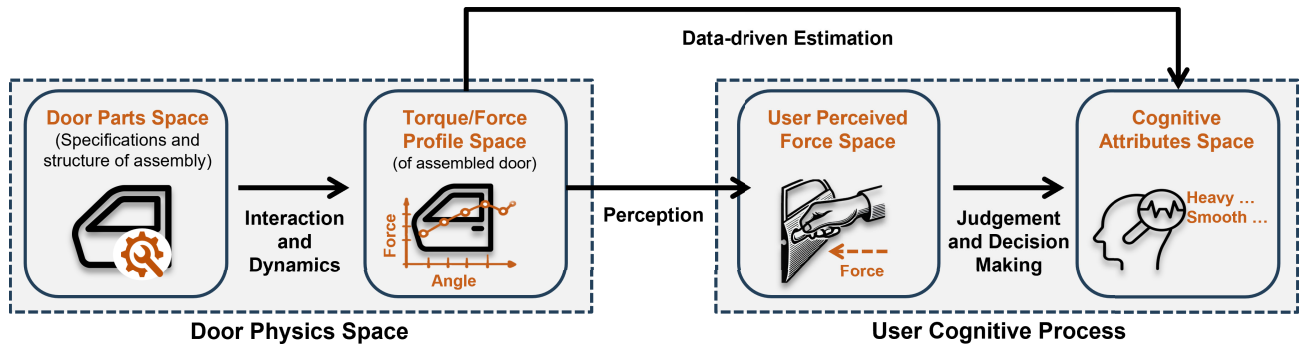 Data-driven Estimation
Door Parts Space
(Specifications and
structure of assembly)
Interaction
and
Dynamics
Torque/Force
Profile Space
(of assembled door)
Force
Angle
Perception
User Perceived
Force Space
Force
Judgement
and Decision
Making
Cognitive
Attributes Space
Heavy ...
Smooth ...
Door Physics Space
User Cognitive Process